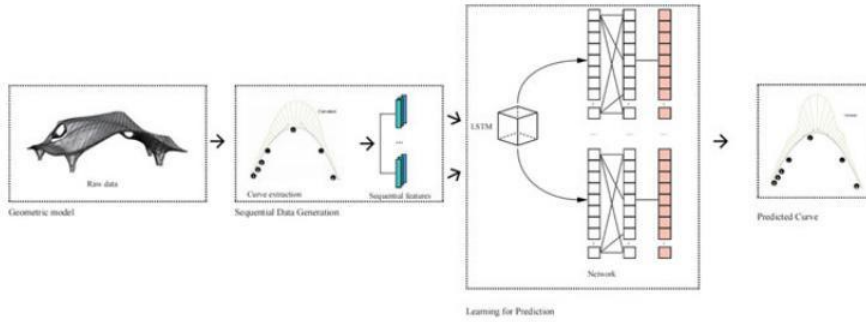 Raw data
Geometric model
Curve extraction
Sequential features
Sequential Data Generation
LSTM
Network
Learning for Prediction
Predicted Curve